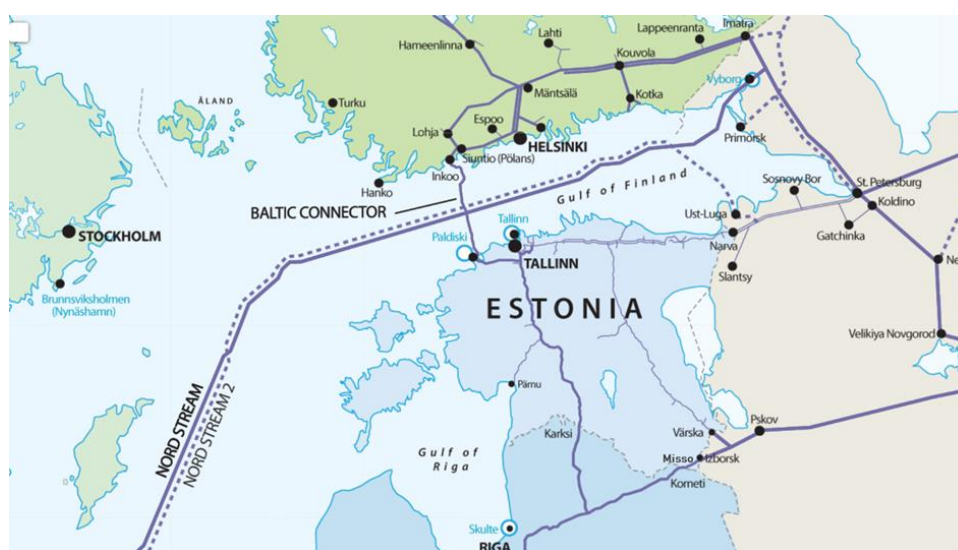 Imatra
Lappeenranta
Lahti
Hameenlinna
Kouvola
Vyborg
Mäntsälä
Kotka
ÅLAND
Turku
Espoo
Lohja
Primorsk
HELSINKI
Siuntio (Pölans)
Inkoo
Hanko
Gulf of Finland
Sosnovy Bor
St. Petersburg
Koldino
BALTIC CONNECTOR
Ust-Luga
Tallinn
Gatchinka
STOCKHOLM
Paldiski
Narva
TALLINN
Ne
Slantsy
Brunnsviksholmen
(Nynäshamn)
ESTONIA
Velikiya Novgorod
NORD STREAM
NORD STREAM 2
Pärnu
Pskov
Värska
Karksi
Gulf of
Riga
Misso
Izborsk
Korneti
Skulte
RIGA